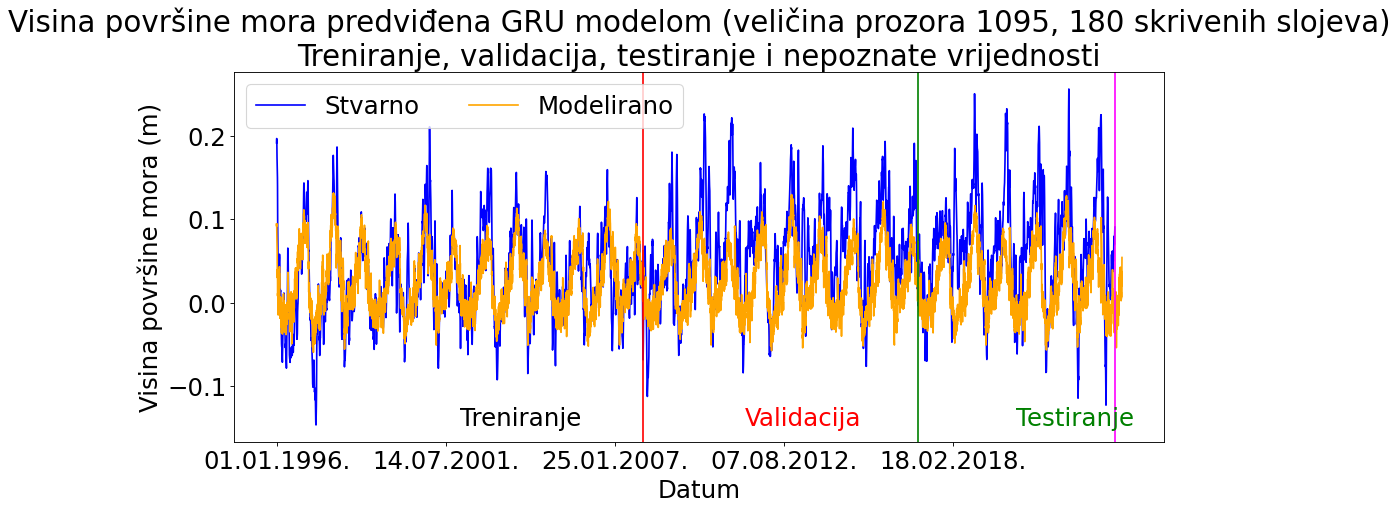 Visina površine mora predviđena GRU modelom (veličina prozora 1095, 180 skrivenih slojeva)
Treniranje, validacija, testiranje i nepoznate vrijednosti
Stvarno Modelirano
Visina površine mora (m)
0.2
0.1
0.0
−0.1
Treniranje Validacija Testiranje
01.01.1996. 14.07.2001. 25.01.2007. 07.08.2012. 18.02.2018.
Datum